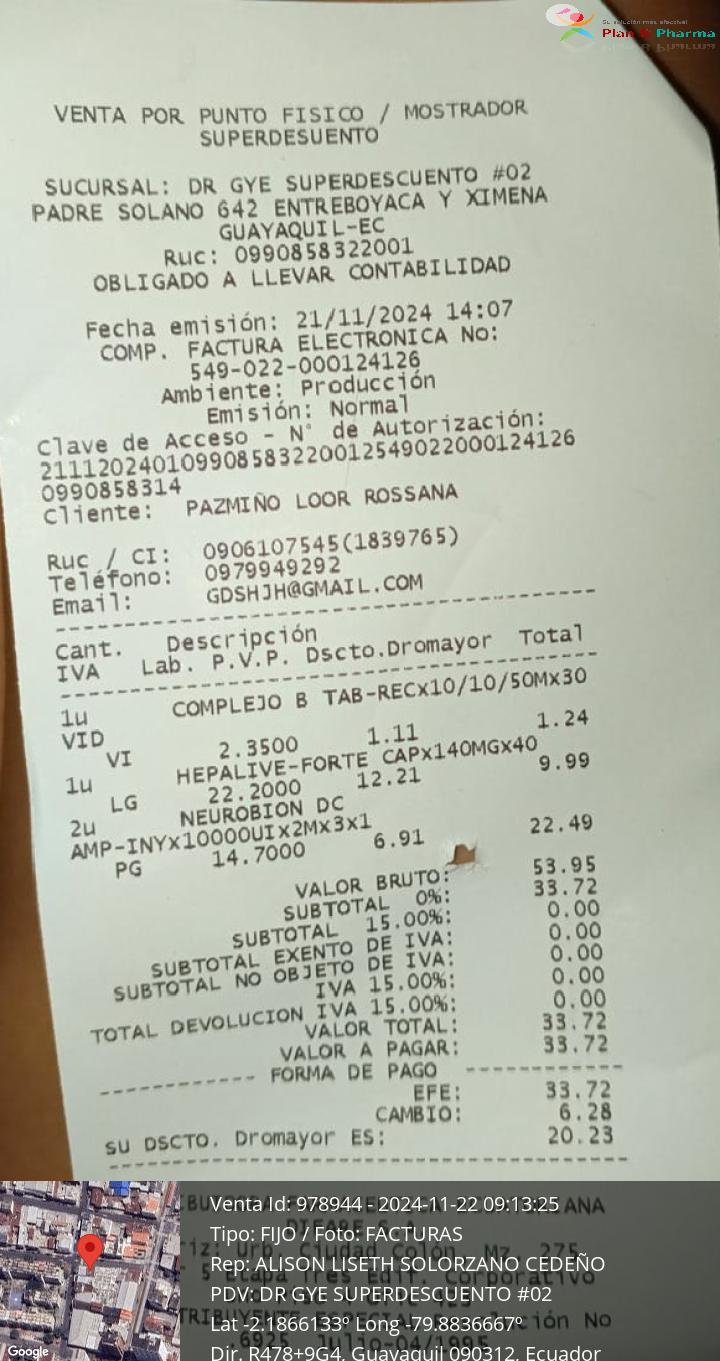 Su solución más efectiva!
Plan B Pharma
VENTA POR PUNTO FISICO / MOSTRADOR
SUPERDESUENTO
SUCURSAL: DR GYE SUPERDESCUENTO #02
PADRE SOLANO 642 ENTREBOYACA Y XIMENA
GUAYAQUIL-EC
Ruc: 0990858322001
OBLIGADO A LLEVAR CONTABILIDAD
Fecha emisión: 21/11/2024 14:07
COMP. FACTURA ELECTRONICA No:
549-022-000124126
Ambiente: Producción
Emisión: Normal
Clave de Acceso - N° de Autorización:
211120240109908583220012549022000124126
0990858314
Cliente: PAZMIÑO LOOR ROSSANA
Ruc / CI: 0906107545(1839765)
Teléfono: 0979949292
Email: GDSHJH@GMAIL.COM
Cant. Descripción
IVA Lab. P.V.P. Dscto.Dromayor Total
1u COMPLEJO B TAB-RECx10/10/50Mx30
VID
VI 2.3500 1.11 1.24
1u HEPALIVE-FORTE CAPx140MGx40
LG 22.2000 12.21 9.99
2u NEUROBION DC
AMP-INYx10000UIx2Mx3x1
PG 14.7000 6.91 22.49
VALOR BRUTO: 53.95
SUBTOTAL 0%: 33.72
SUBTOTAL 15.00%: 0.00
SUBTOTAL EXENTO DE IVA: 0.00
SUBTOTAL NO OBJETO DE IVA: 0.00
IVA 15.00%: 0.00
TOTAL DEVOLUCION IVA 15.00%: 0.00
VALOR TOTAL: 33.72
VALOR A PAGAR: 33.72
FORMA DE PAGO
EFE: 33.72
CAMBIO: 6.28
SU DSCTO. Dromayor ES: 20.23
Venta Id: 978944 - 2024-11-22 09:13:25
Tipo: FIJO / Foto: FACTURAS
Rep: ALISON LISETH SOLORZANO CEDEÑO
PDV: DR GYE SUPERDESCUENTO #02
Lat -2.1866133° Long -79.8836667°
Dir. R478+9G4, Guayaquil 090312, Ecuador
Google